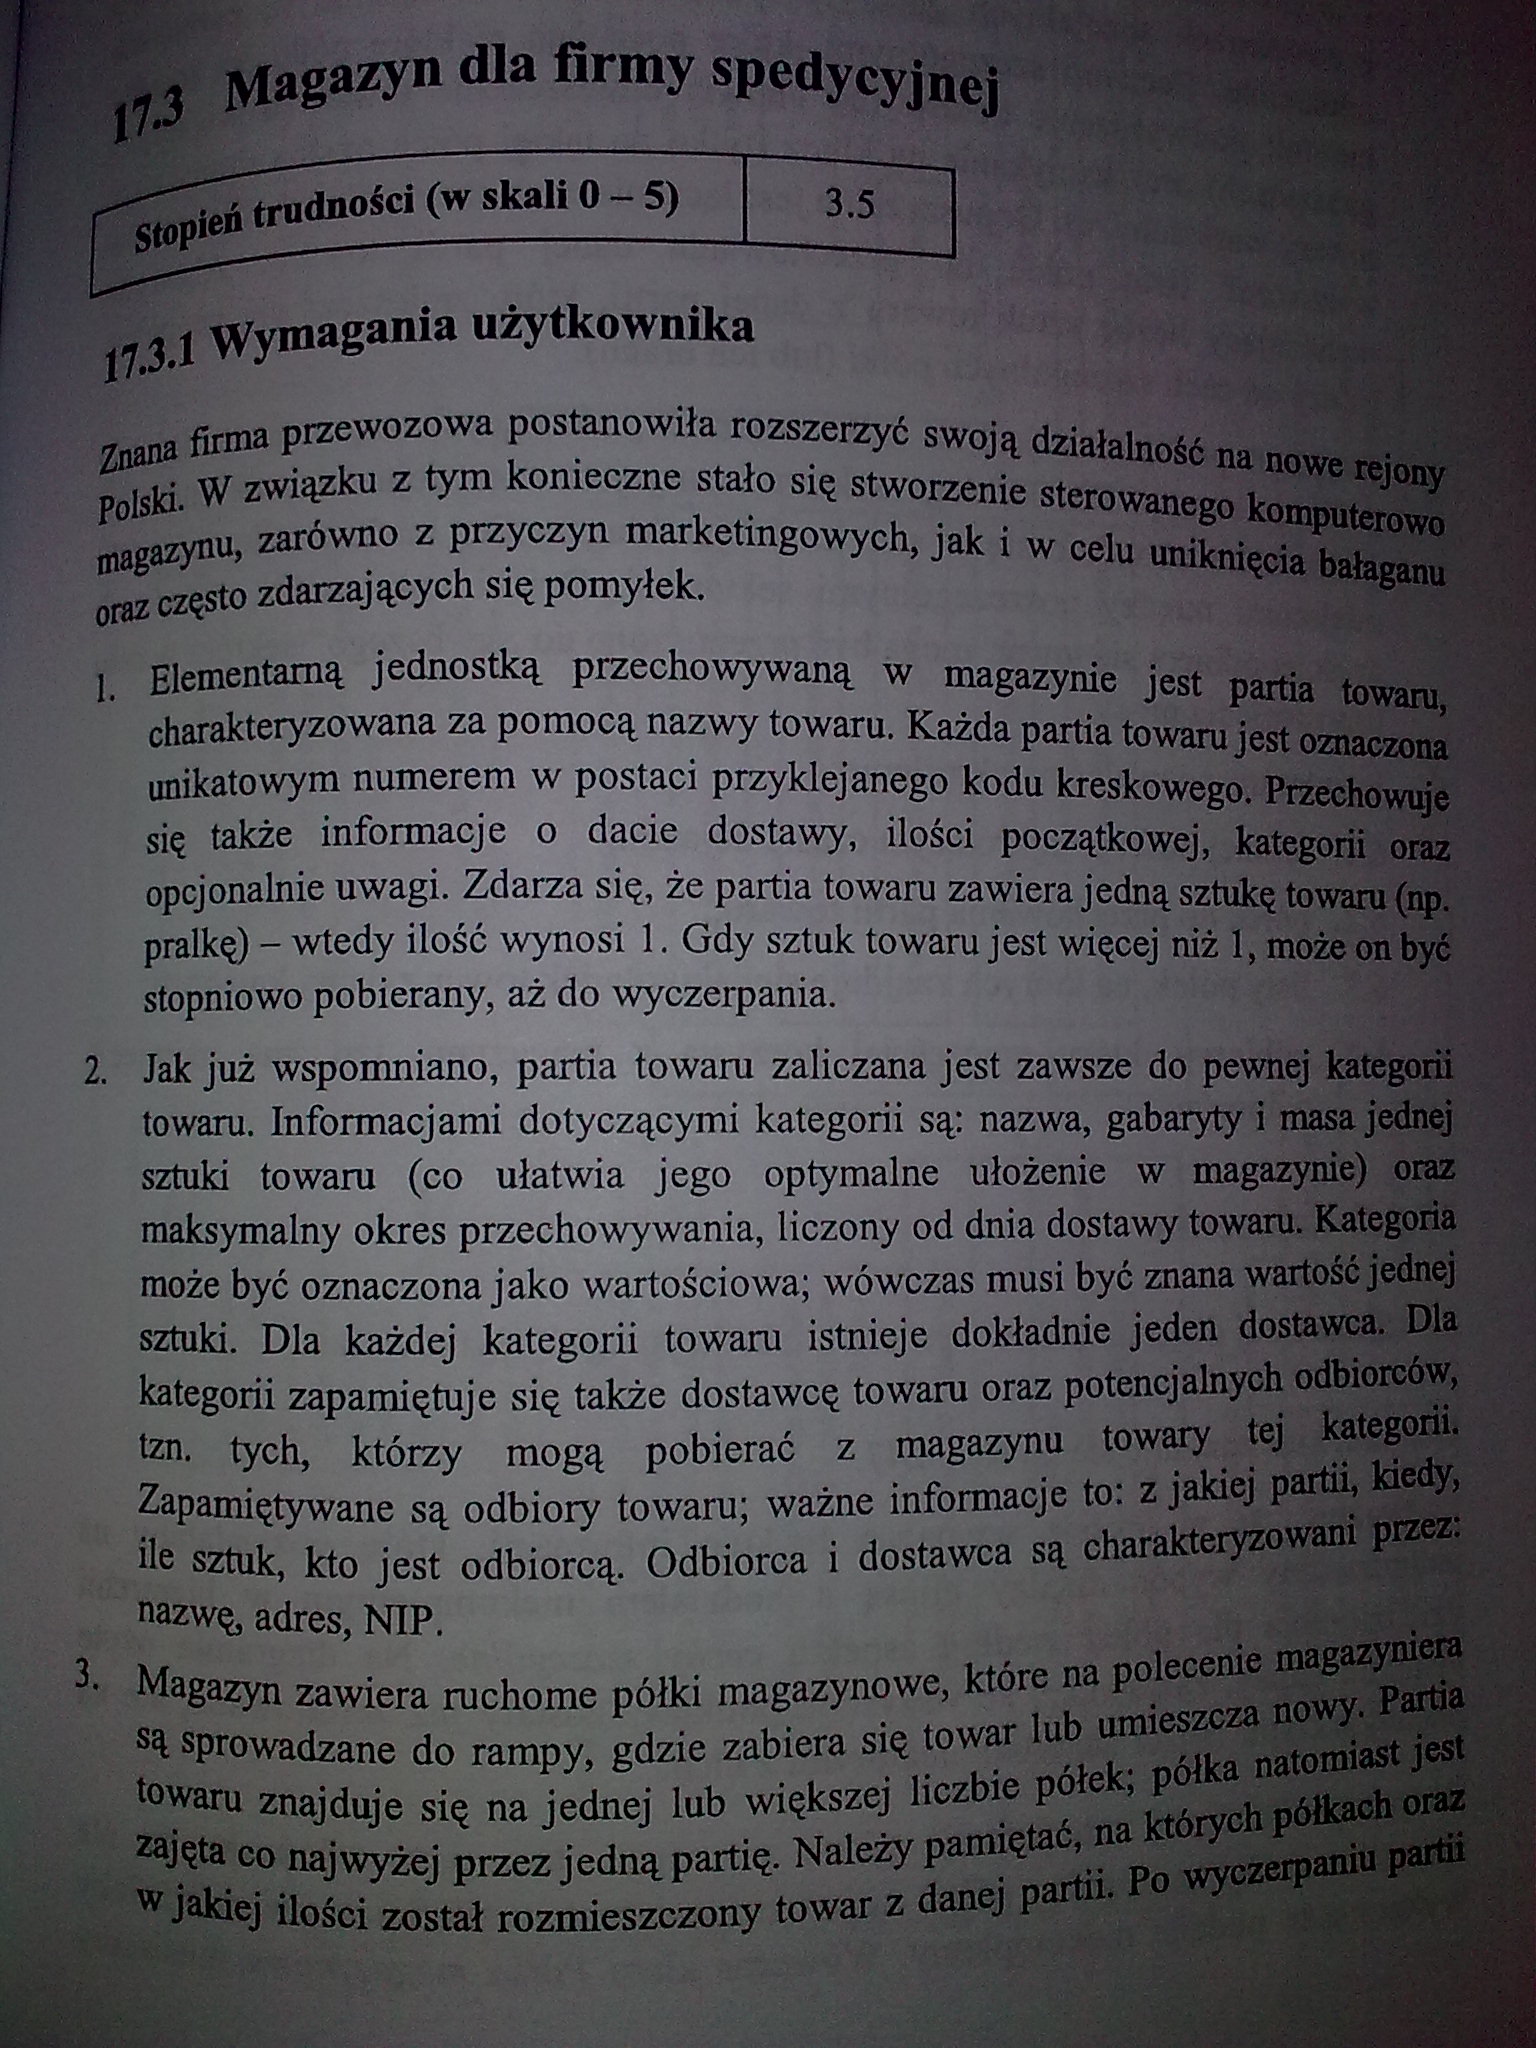 17.3 Magazyn dla firmy spedycyjnej
Stopień trudności (w skali 0 – 5) 3.5
17.3.1 Wymagania użytkownika
Znana firma przewozowa postanowiła rozszerzyć swoją działalność na nowe rejony
Polski. W związku z tym konieczne stało się stworzenie sterowanego komputerowo
magazynu, zarówno z przyczyn marketingowych, jak i w celu uniknięcia bałaganu
oraz często zdarzających się pomyłek.
1. Elementarną jednostką przechowywaną w magazynie jest partia towaru,
charakteryzowana za pomocą nazwy towaru. Każda partia towaru jest oznaczona
unikatowym numerem w postaci przyklejanego kodu kreskowego. Przechowuje
się także informacje o dacie dostawy, ilości początkowej, kategorii oraz
opcjonalnie uwagi. Zdarza się, że partia towaru zawiera jedną sztukę towaru (np.
pralkę) – wtedy ilość wynosi 1. Gdy sztuk towaru jest więcej niż 1, może on być
stopniowo pobierany, aż do wyczerpania.
2. Jak już wspomniano, partia towaru zaliczana jest zawsze do pewnej kategorii
towaru. Informacjami dotyczącymi kategorii są: nazwa, gabaryty i masa jednej
sztuki towaru (co ułatwia jego optymalne ułożenie w magazynie) oraz
maksymalny okres przechowywania, liczony od dnia dostawy towaru. Kategoria
może być oznaczona jako wartościowa; wówczas musi być znana wartość jednej
sztuki. Dla każdej kategorii towaru istnieje dokładnie jeden dostawca. Dla
kategorii zapamiętuje się także dostawcę towaru oraz potencjalnych odbiorców,
tzn. tych, którzy mogą pobierać z magazynu towary tej kategorii.
Zapamiętywane są odbiory towaru; ważne informacje to: z jakiej partii, kiedy,
ile sztuk, kto jest odbiorcą. Odbiorca i dostawca są charakteryzowani przez:
nazwę, adres, NIP.
3. Magazyn zawiera ruchome półki magazynowe, które na polecenie magazyniera
są sprowadzane do rampy, gdzie zabiera się towar lub umieszcza nowy. Partia
towaru znajduje się na jednej lub większej liczbie półek; półka natomiast jest
zajęta co najwyżej przez jedną partię. Należy pamiętać, na których półkach oraz
w jakiej ilości został rozmieszczony towar z danej partii. Po wyczerpaniu partii